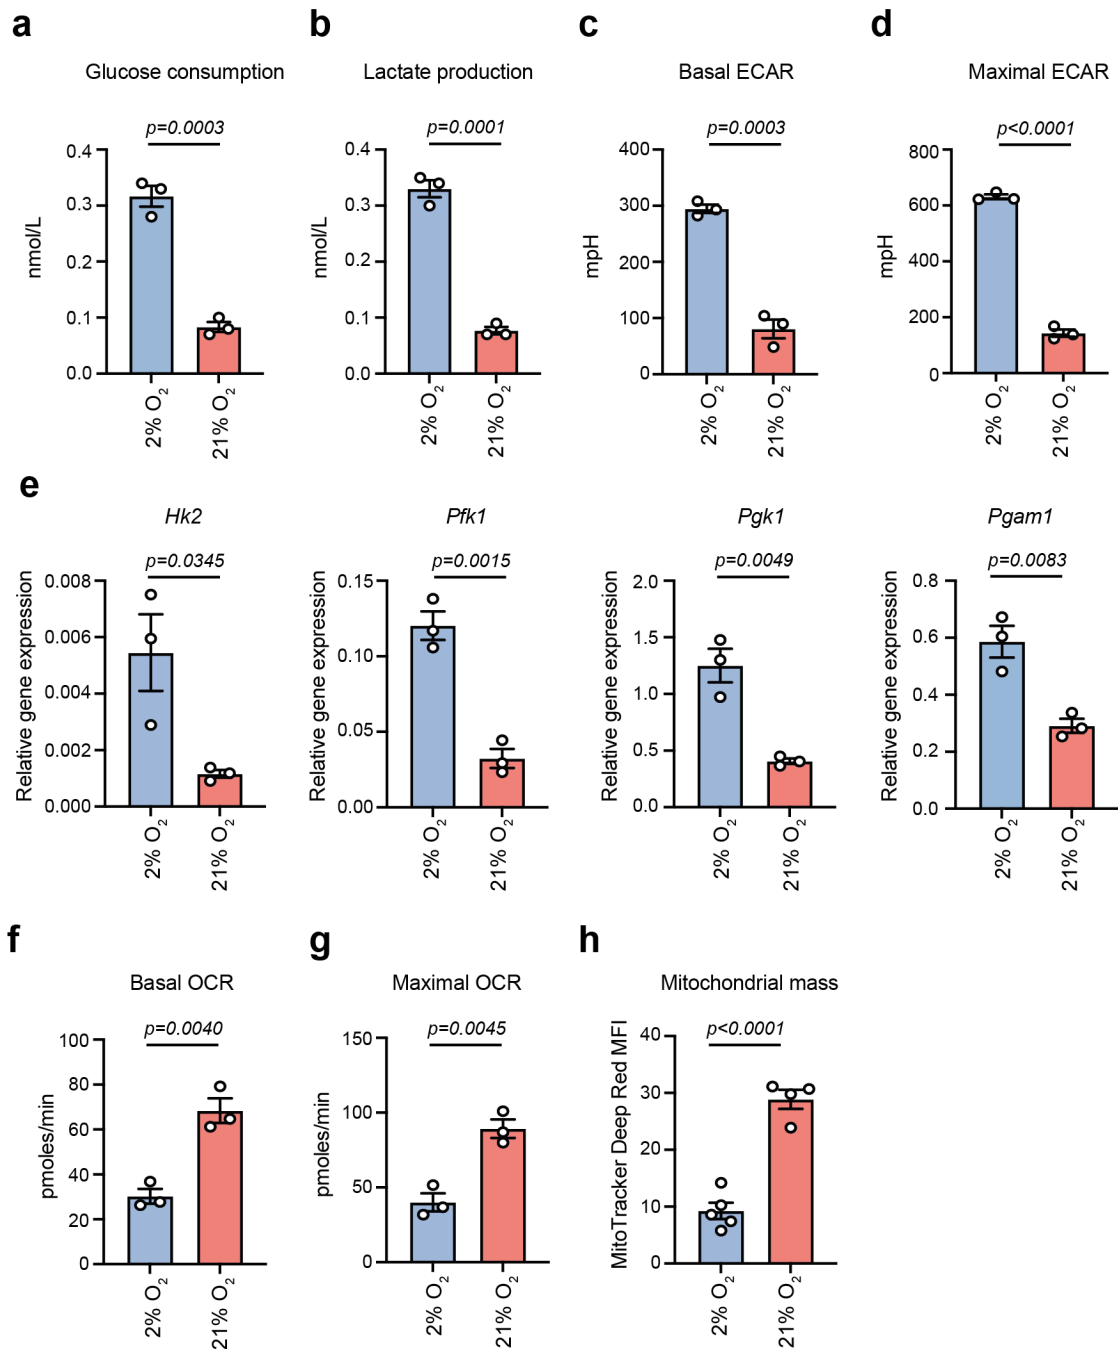 a
b
c
d
Glucose consumption
Lactate production
Basal ECAR
Maximal ECAR
p=0.0003
p=0.0001
p=0.0003
p<0.0001
nmol/L
0.4
0.3
0.2
0.1
0.0
2% O₂
21% O₂
nmol/L
0.4
0.3
0.2
0.1
0.0
2% O₂
21% O₂
mpH
400
300
200
100
0
2% O₂
21% O₂
mpH
800
600
400
200
0
2% O₂
21% O₂
e
Hk2
Pfk1
Pgk1
Pgam1
p=0.0345
p=0.0015
p=0.0049
p=0.0083
Relative gene expression
0.008
0.006
0.004
0.002
0.000
2% O₂
21% O₂
Relative gene expression
0.15
0.10
0.05
0.00
2% O₂
21% O₂
Relative gene expression
2.0
1.5
1.0
0.5
0.0
2% O₂
21% O₂
Relative gene expression
0.8
0.6
0.4
0.2
0.0
2% O₂
21% O₂
f
g
h
Basal OCR
Maximal OCR
Mitochondrial mass
p=0.0040
p=0.0045
p<0.0001
pmoles/min
100
80
60
40
20
0
2% O₂
21% O₂
pmoles/min
150
100
50
0
2% O₂
21% O₂
MitoTracker Deep Red MFI
40
30
20
10
0
2% O₂
21% O₂